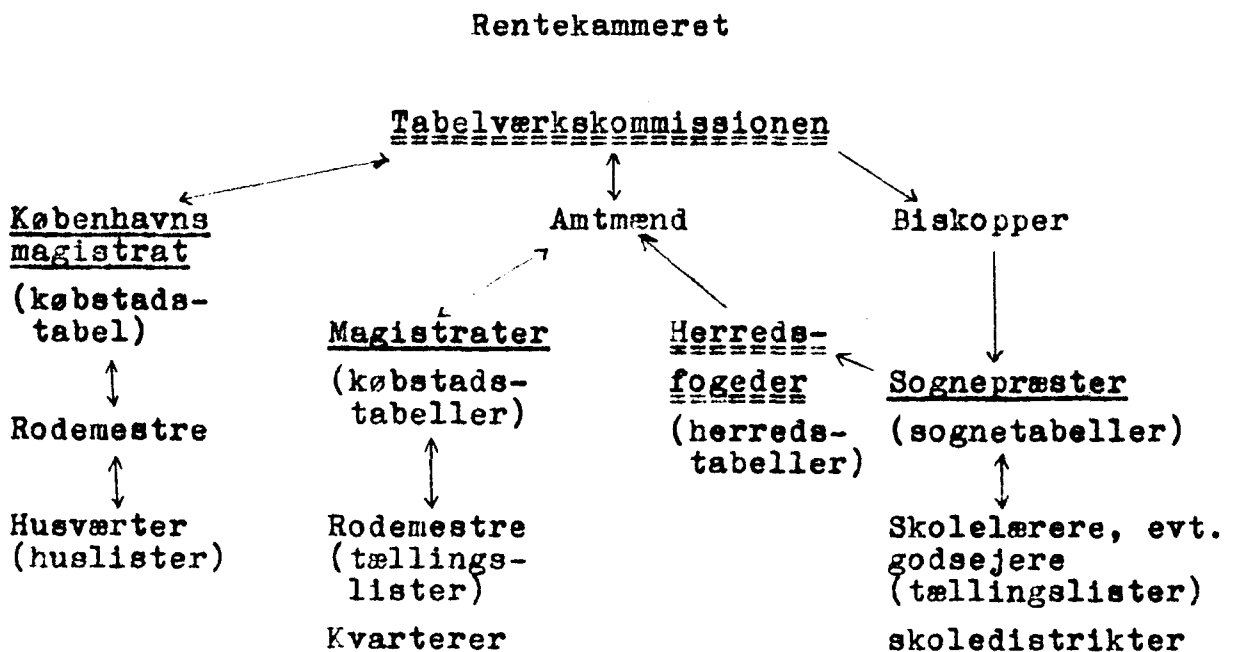 Rentekammeret
Tabelværkskommissionen
Københavns
magistrat
(købstads-
tabel)
Rodemestre
Husværter
(huslister)
Amtmænd
Magistrater
(købstads-
tabeller)
Rodemestre
(tællings-
lister)
Kvarterer
Herreds-
fogeder
(herreds-
tabeller)
Biskopper
Sognepræster
(sognetabeller)
Skolelærere, evt.
godsejere
(tællingslister)
skoledistrikter